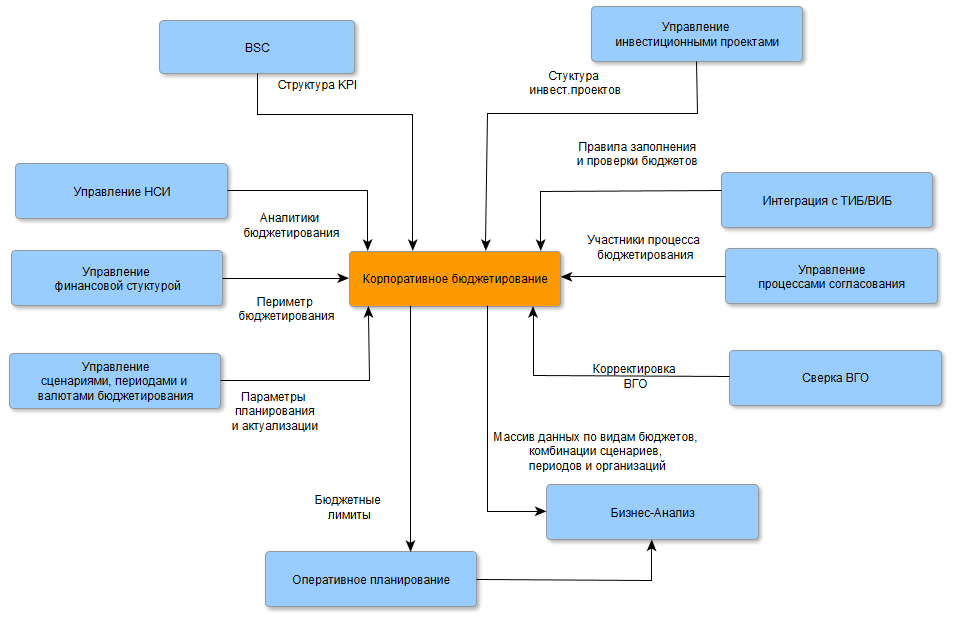 BSC
Управление
инвестиционными проектами
Структура KPI
Стуктура
инвест.проектов
Правила заполнения
и проверки бюджетов
Управление НСИ
Интеграция с ТИБ/ВИБ
Аналитики
бюджетирования
Участники процесса
бюджетирования
Управление
финансовой стуктурой
Корпоративное бюджетирование
Управление
процессами согласования
Периметр
бюджетирования
Управление
сценариями, периодами и
валютами бюджетирования
Корректировка
ВГО
Сверка ВГО
Параметры
планирования
и актуализации
Массив данных по видам бюджетов,
комбинации сценариев,
периодов и организаций
Бюджетные
лимиты
Бизнес-Анализ
Оперативное планирование